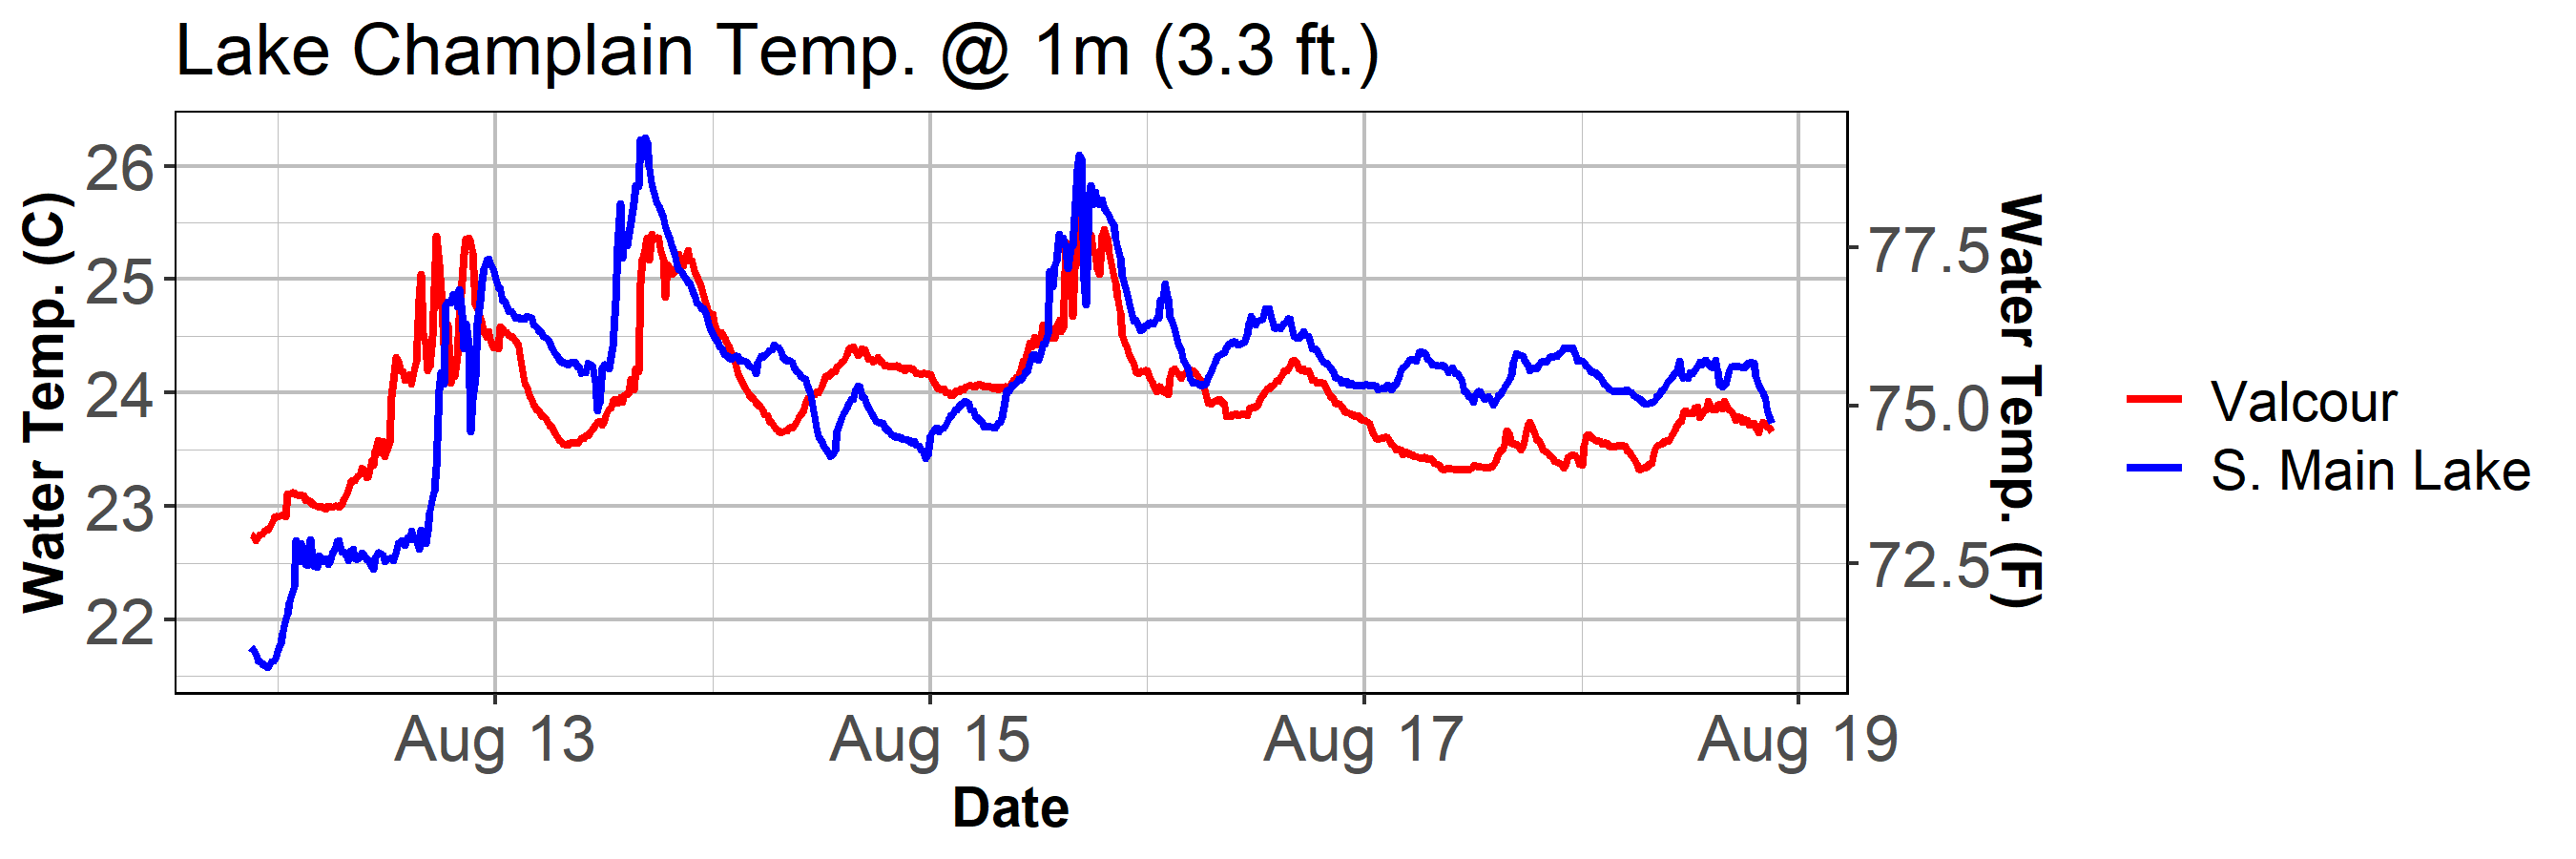 Lake Champlain Temp. @ 1m (3.3 ft.)
Water Temp. (C)
26
25
24
23
22
77.5
75.0
72.5
Water Temp. (F)
Aug 13
Aug 15
Aug 17
Aug 19
Date
Valcour
S. Main Lake